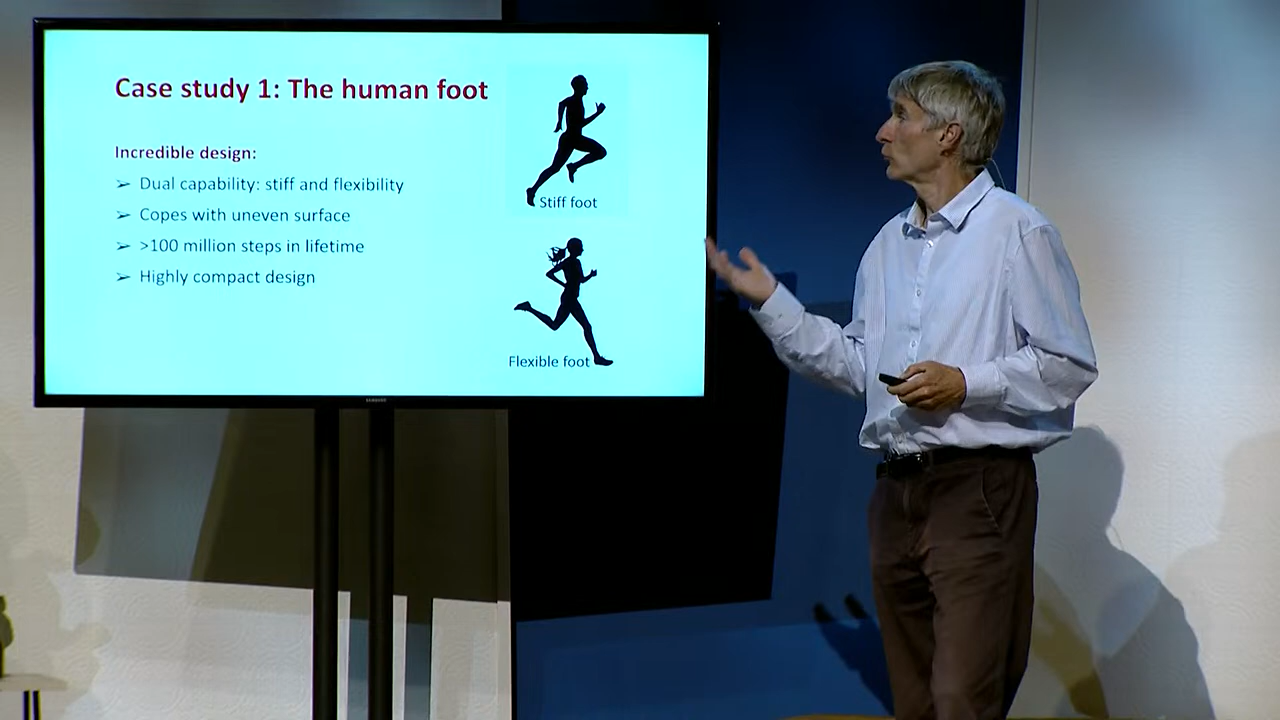 Case study 1: The human foot
Incredible design:
➢ Dual capability: stiff and flexibility
➢ Copes with uneven surface
➢ >100 million steps in lifetime
➢ Highly compact design
Stiff foot
Flexible foot
SAMSUNG